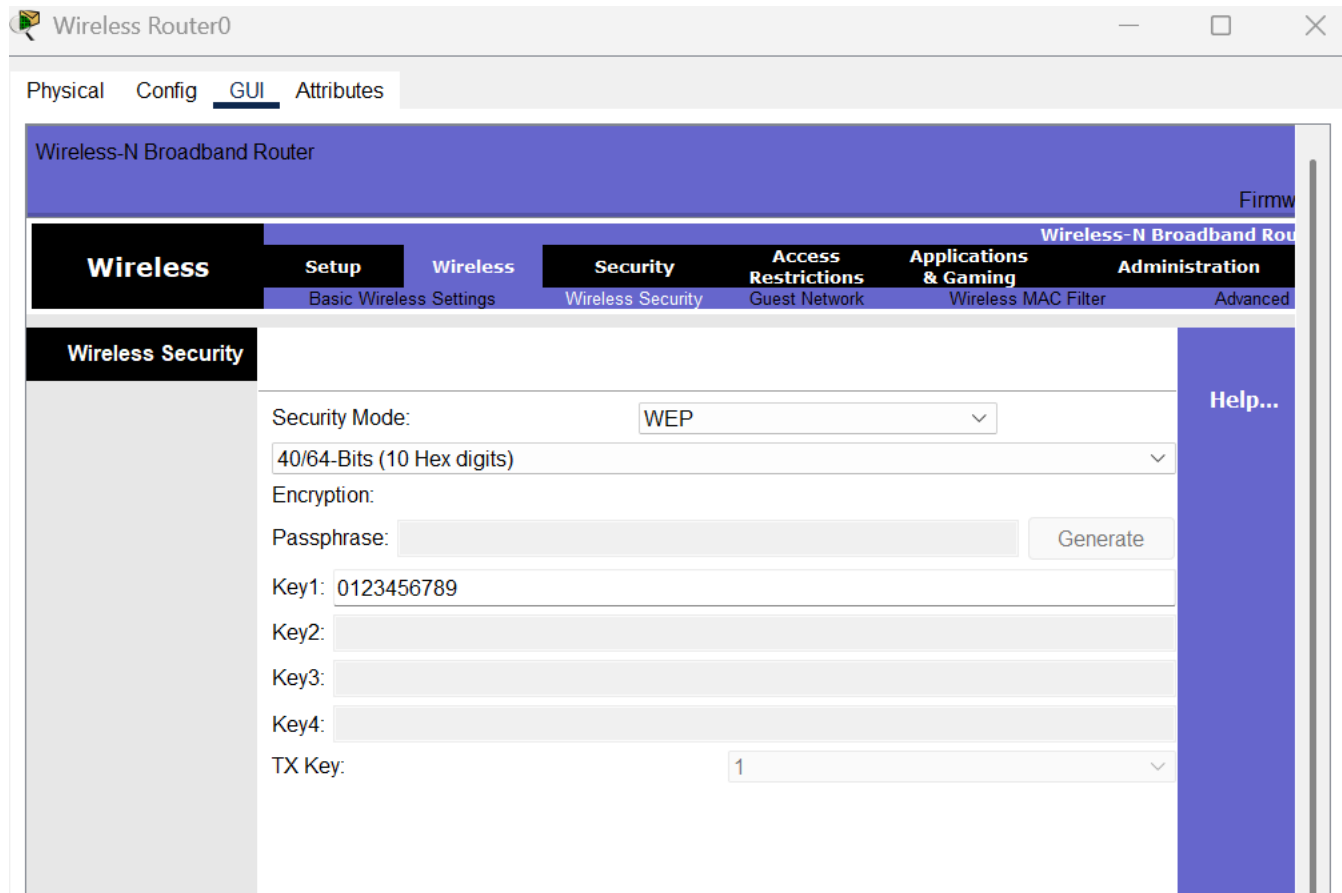 Wireless Router0
Physical Config GUI Attributes
Wireless-N Broadband Router
Firmw
Wireless-N Broadband Rou
Wireless Setup Wireless Security Access Restrictions Applications & Gaming Administration
Basic Wireless Settings Wireless Security Guest Network Wireless MAC Filter Advanced
Wireless Security
Help...
Security Mode: WEP
40/64-Bits (10 Hex digits)
Encryption:
Passphrase: Generate
Key1: 0123456789
Key2:
Key3:
Key4:
TX Key: 1